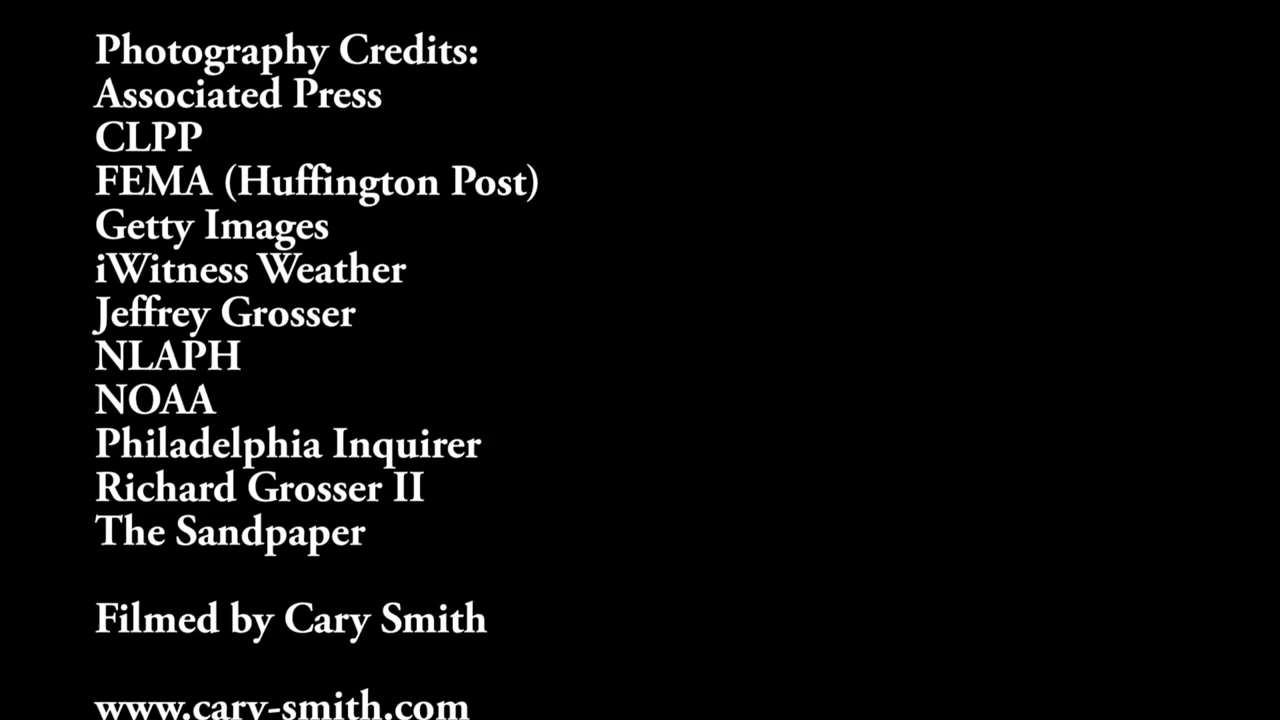 Photography Credits:
Associated Press
CLPP
FEMA (Huffington Post)
Getty Images
iWitness Weather
Jeffrey Grosser
NLAPH
NOAA
Philadelphia Inquirer
Richard Grosser II
The Sandpaper
Filmed by Cary Smith
www.cary-smith.com